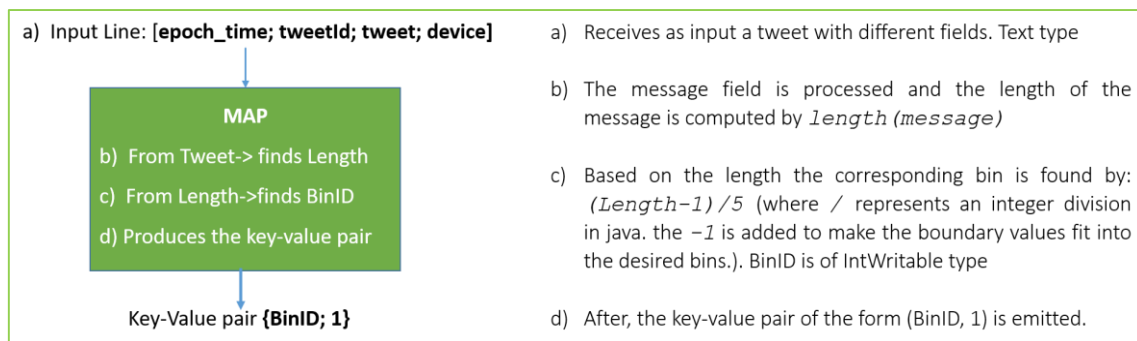 a) Input Line: [epoch_time; tweetId; tweet; device]
MAP
b) From Tweet-> finds Length
c) From Length->finds BinID
d) Produces the key-value pair
Key-Value pair {BinID; 1}
a) Receives as input a tweet with different fields. Text type
b) The message field is processed and the length of the
message is computed by length(message)
c) Based on the length the corresponding bin is found by:
(Length-1)/5 (where / represents an integer division
in java. the -1 is added to make the boundary values fit into
the desired bins.). BinID is of IntWritable type
d) After, the key-value pair of the form (BinID, 1) is emitted.